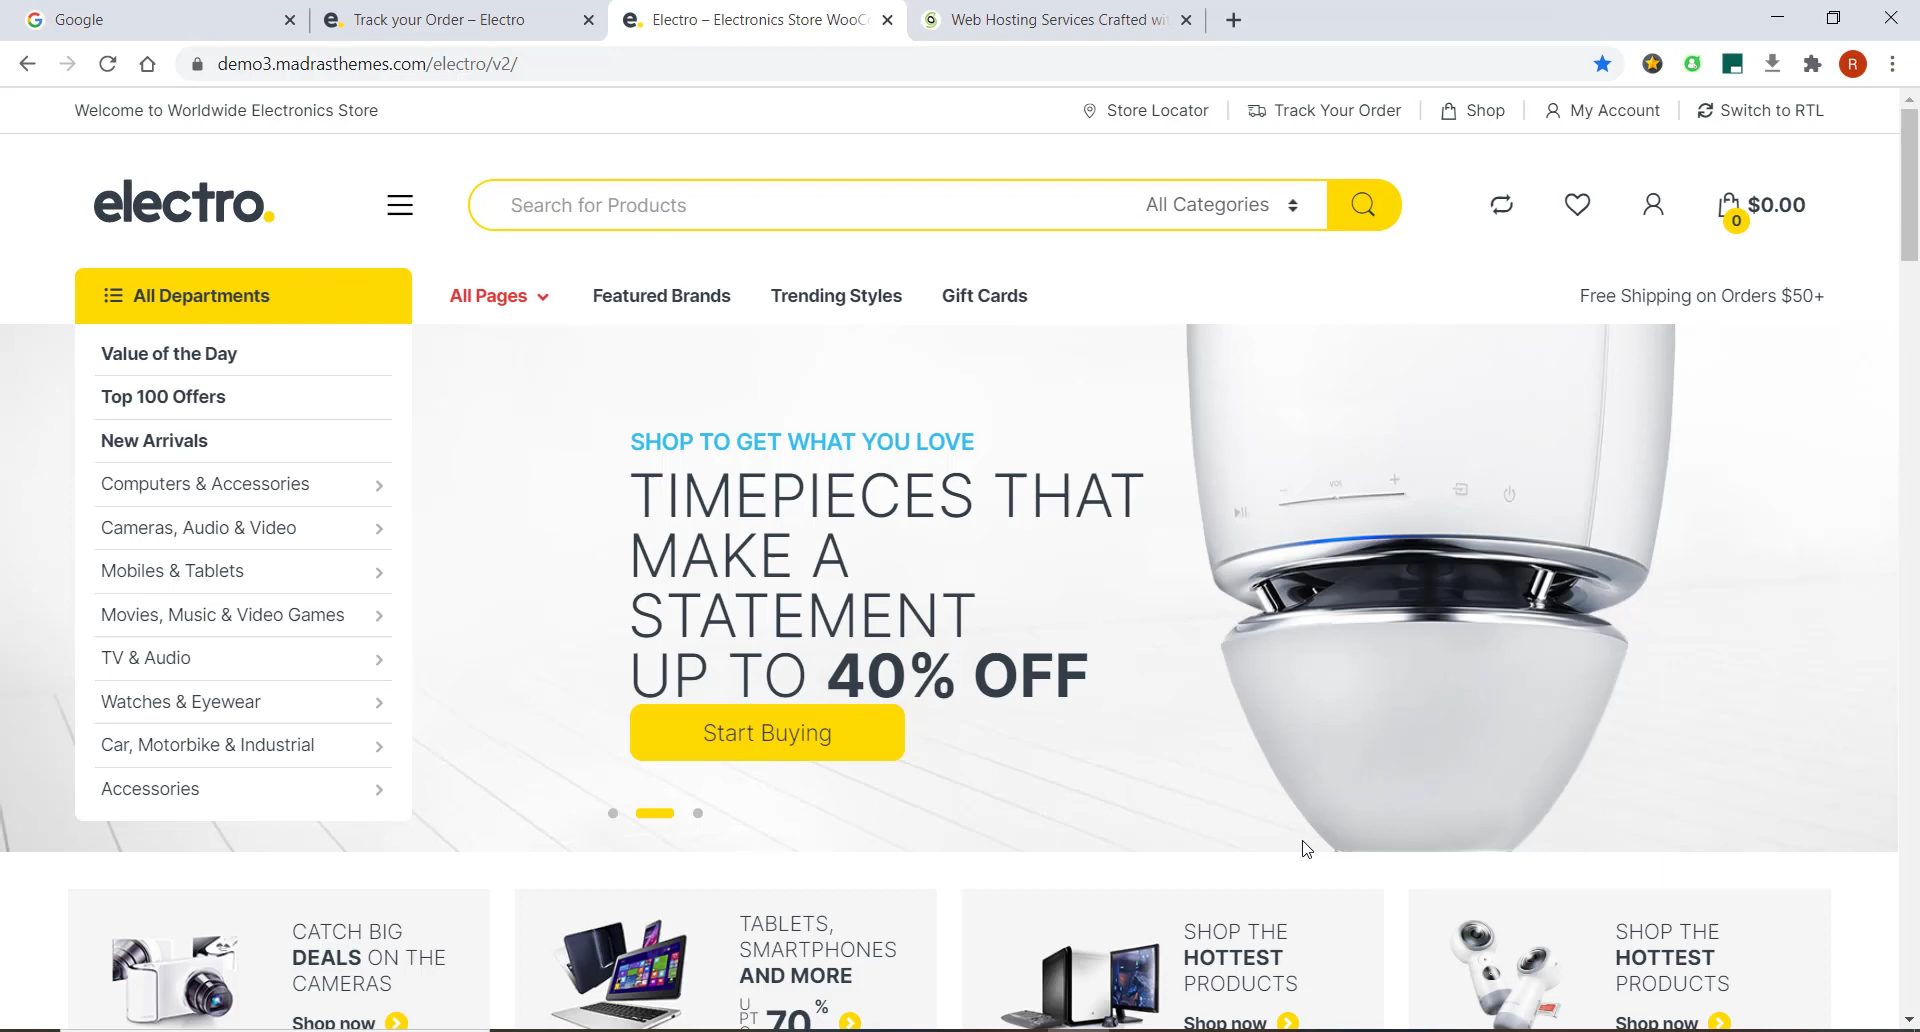 Google
Track your Order – Electro
Electro – Electronics Store WooCo
Web Hosting Services Crafted wi
demo3.madrasthemes.com/electro/v2/
R
Welcome to Worldwide Electronics Store
Store Locator
Track Your Order
Shop
My Account
Switch to RTL
electro.
Search for Products
All Categories
0
$0.00
All Departments
All Pages
Featured Brands
Trending Styles
Gift Cards
Free Shipping on Orders $50+
Value of the Day
Top 100 Offers
New Arrivals
Computers & Accessories
Cameras, Audio & Video
Mobiles & Tablets
Movies, Music & Video Games
TV & Audio
Watches & Eyewear
Car, Motorbike & Industrial
Accessories
SHOP TO GET WHAT YOU LOVE
TIMEPIECES THAT
MAKE A
STATEMENT
UP TO 40% OFF
Start Buying
VOL
CATCH BIG
DEALS ON THE
CAMERAS
Shop now
TABLETS,
SMARTPHONES
AND MORE
UPTO 70%
SHOP THE
HOTTEST
PRODUCTS
Shop now
SHOP THE
HOTTEST
PRODUCTS
Shop now